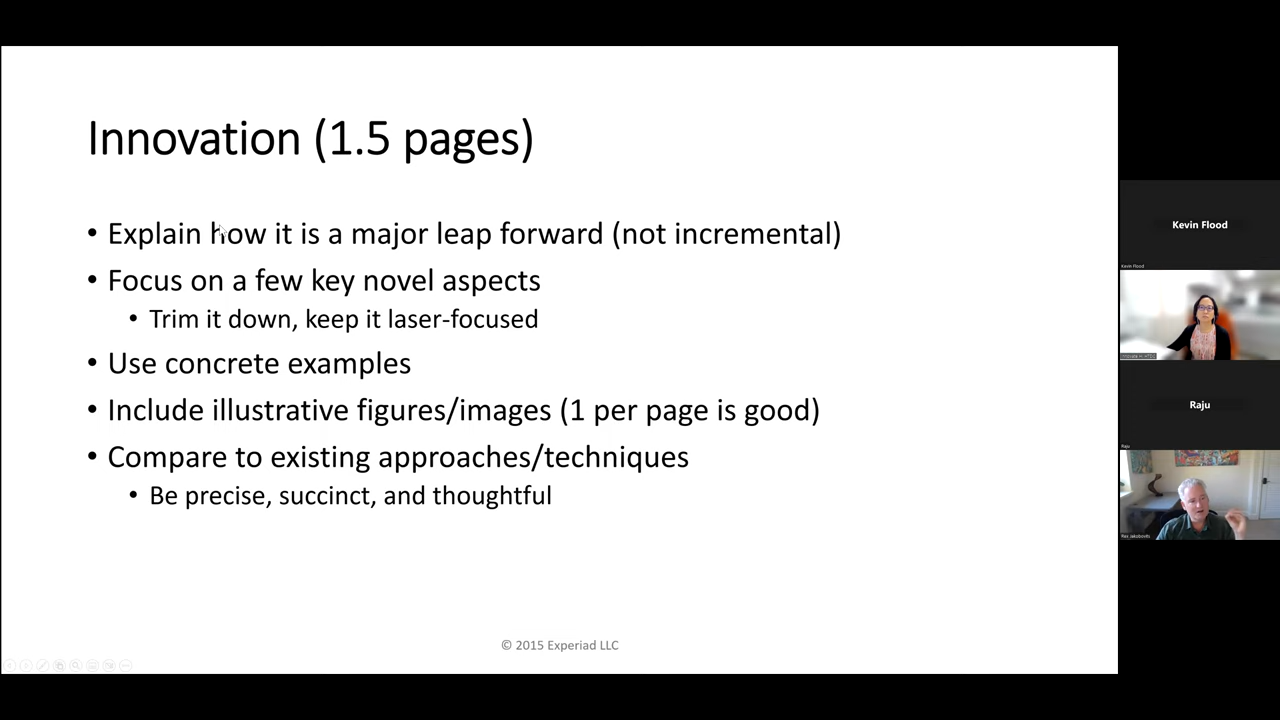 Innovation (1.5 pages)
• Explain how it is a major leap forward (not incremental)
• Focus on a few key novel aspects
• Trim it down, keep it laser-focused
• Use concrete examples
• Include illustrative figures/images (1 per page is good)
• Compare to existing approaches/techniques
• Be precise, succinct, and thoughtful
© 2015 Experiad LLC
Kevin Flood
Kevin Flood
Raju
Raju
Rex Jakobovits